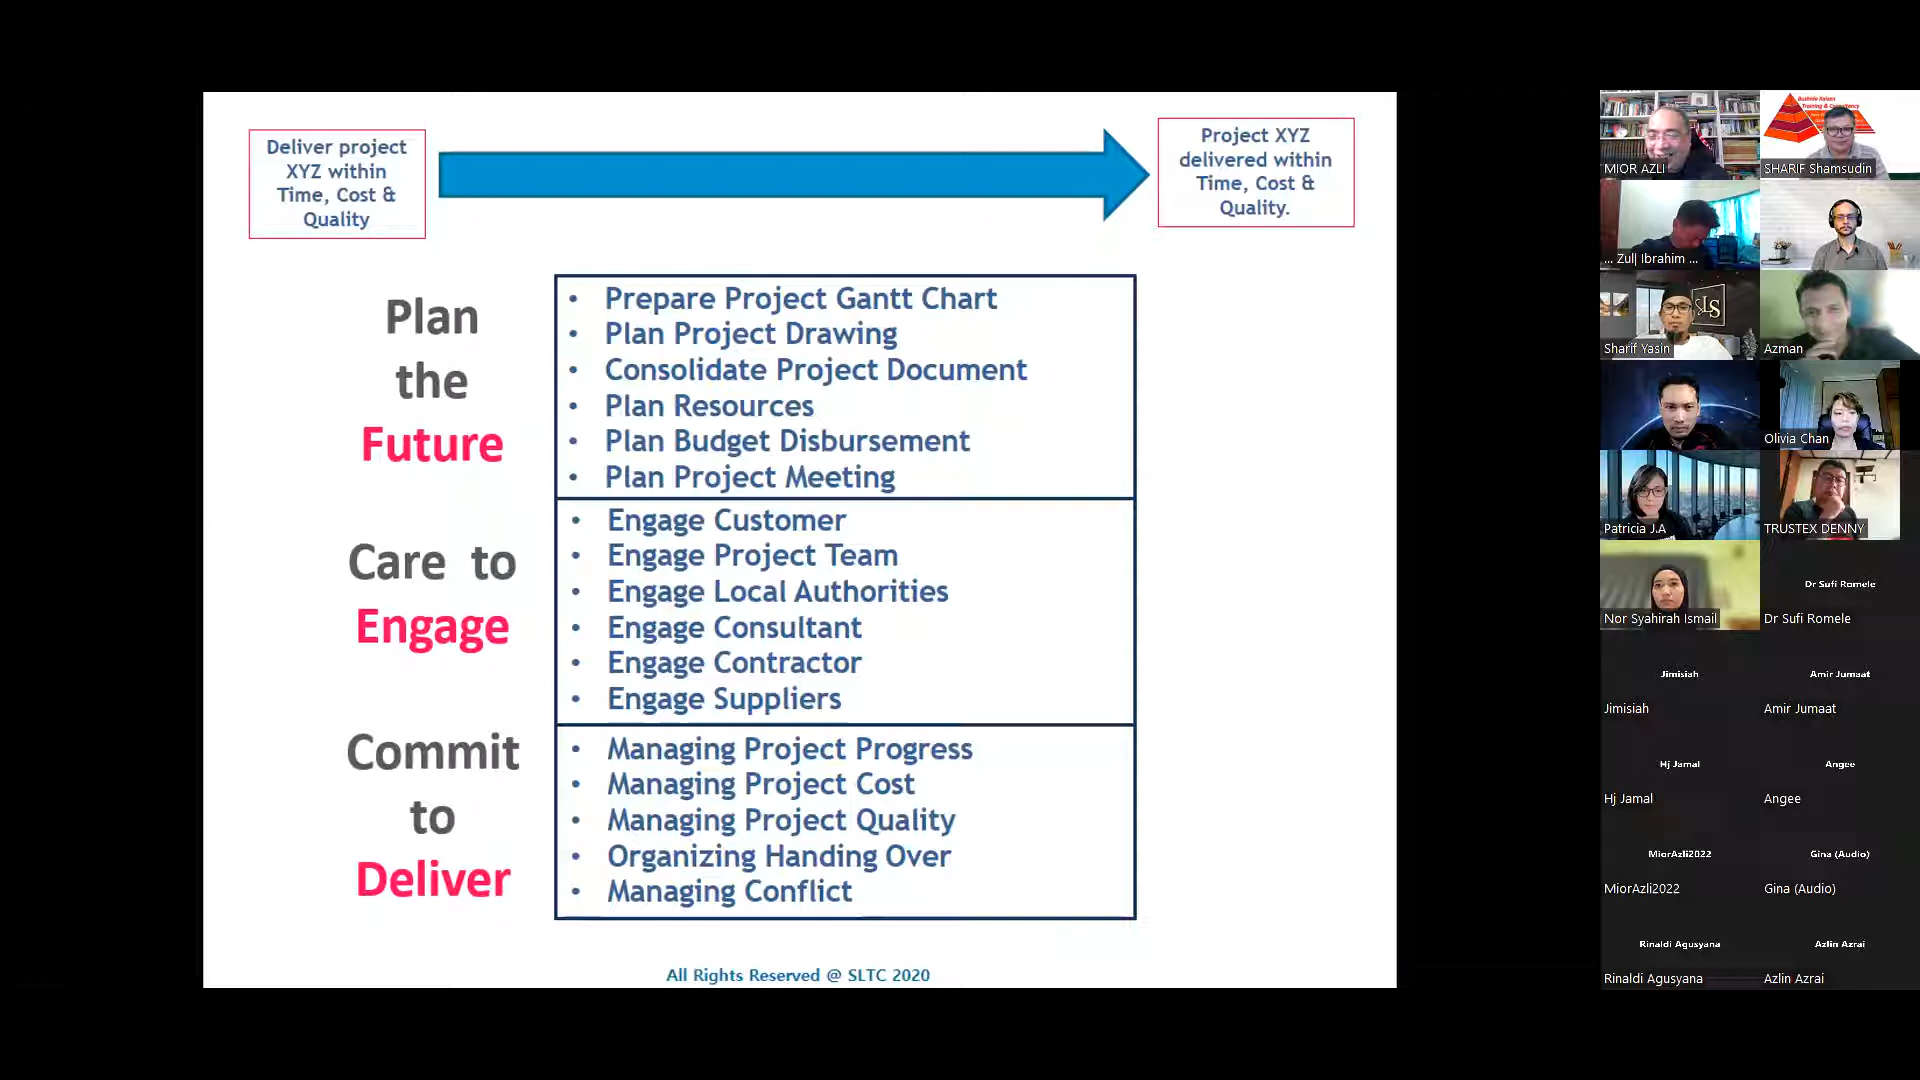 Deliver project
XYZ within
Time, Cost &
Quality
Project XYZ
delivered within
Time, Cost &
Quality.
Plan
the
Future
• Prepare Project Gantt Chart
• Plan Project Drawing
• Consolidate Project Document
• Plan Resources
• Plan Budget Disbursement
• Plan Project Meeting
Care to
Engage
• Engage Customer
• Engage Project Team
• Engage Local Authorities
• Engage Consultant
• Engage Contractor
• Engage Suppliers
Commit
to
Deliver
• Managing Project Progress
• Managing Project Cost
• Managing Project Quality
• Organizing Handing Over
• Managing Conflict
All Rights Reserved @ SLTC 2020
MIOR AZLI
Bushido Kaizen
Training & Consultancy
SHARIF Shamsudin
... Zul| Ibrahim ...
SLS
Sharif Yasin
Azman
Olivia Chan
Patricia J.A
TRUSTEX DENNY
Nor Syahirah Ismail
Dr Sufi Romele
Dr Sufi Romele
Jimisiah
Jimisiah
Amir Jumaat
Amir Jumaat
Hj Jamal
Hj Jamal
Angee
Angee
MiorAzli2022
MiorAzli2022
Gina (Audio)
Gina (Audio)
Rinaldi Agusyana
Rinaldi Agusyana
Azlin Azrai
Azlin Azrai